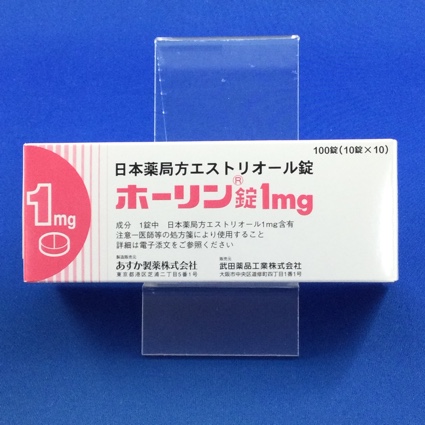 100錠(10錠×10)
日本薬局方エストリオール錠
ホーリン®錠1mg
1mg
成分 1錠中 日本薬局方エストリオール1mg含有
注意-医師等の処方箋により使用すること
詳細は電子添文をご参照ください
製造販売元
あすか製薬株式会社
東京都港区芝浦二丁目5番1号
販売元
武田薬品工業株式会社
大阪市中央区道修町四丁目1番1号